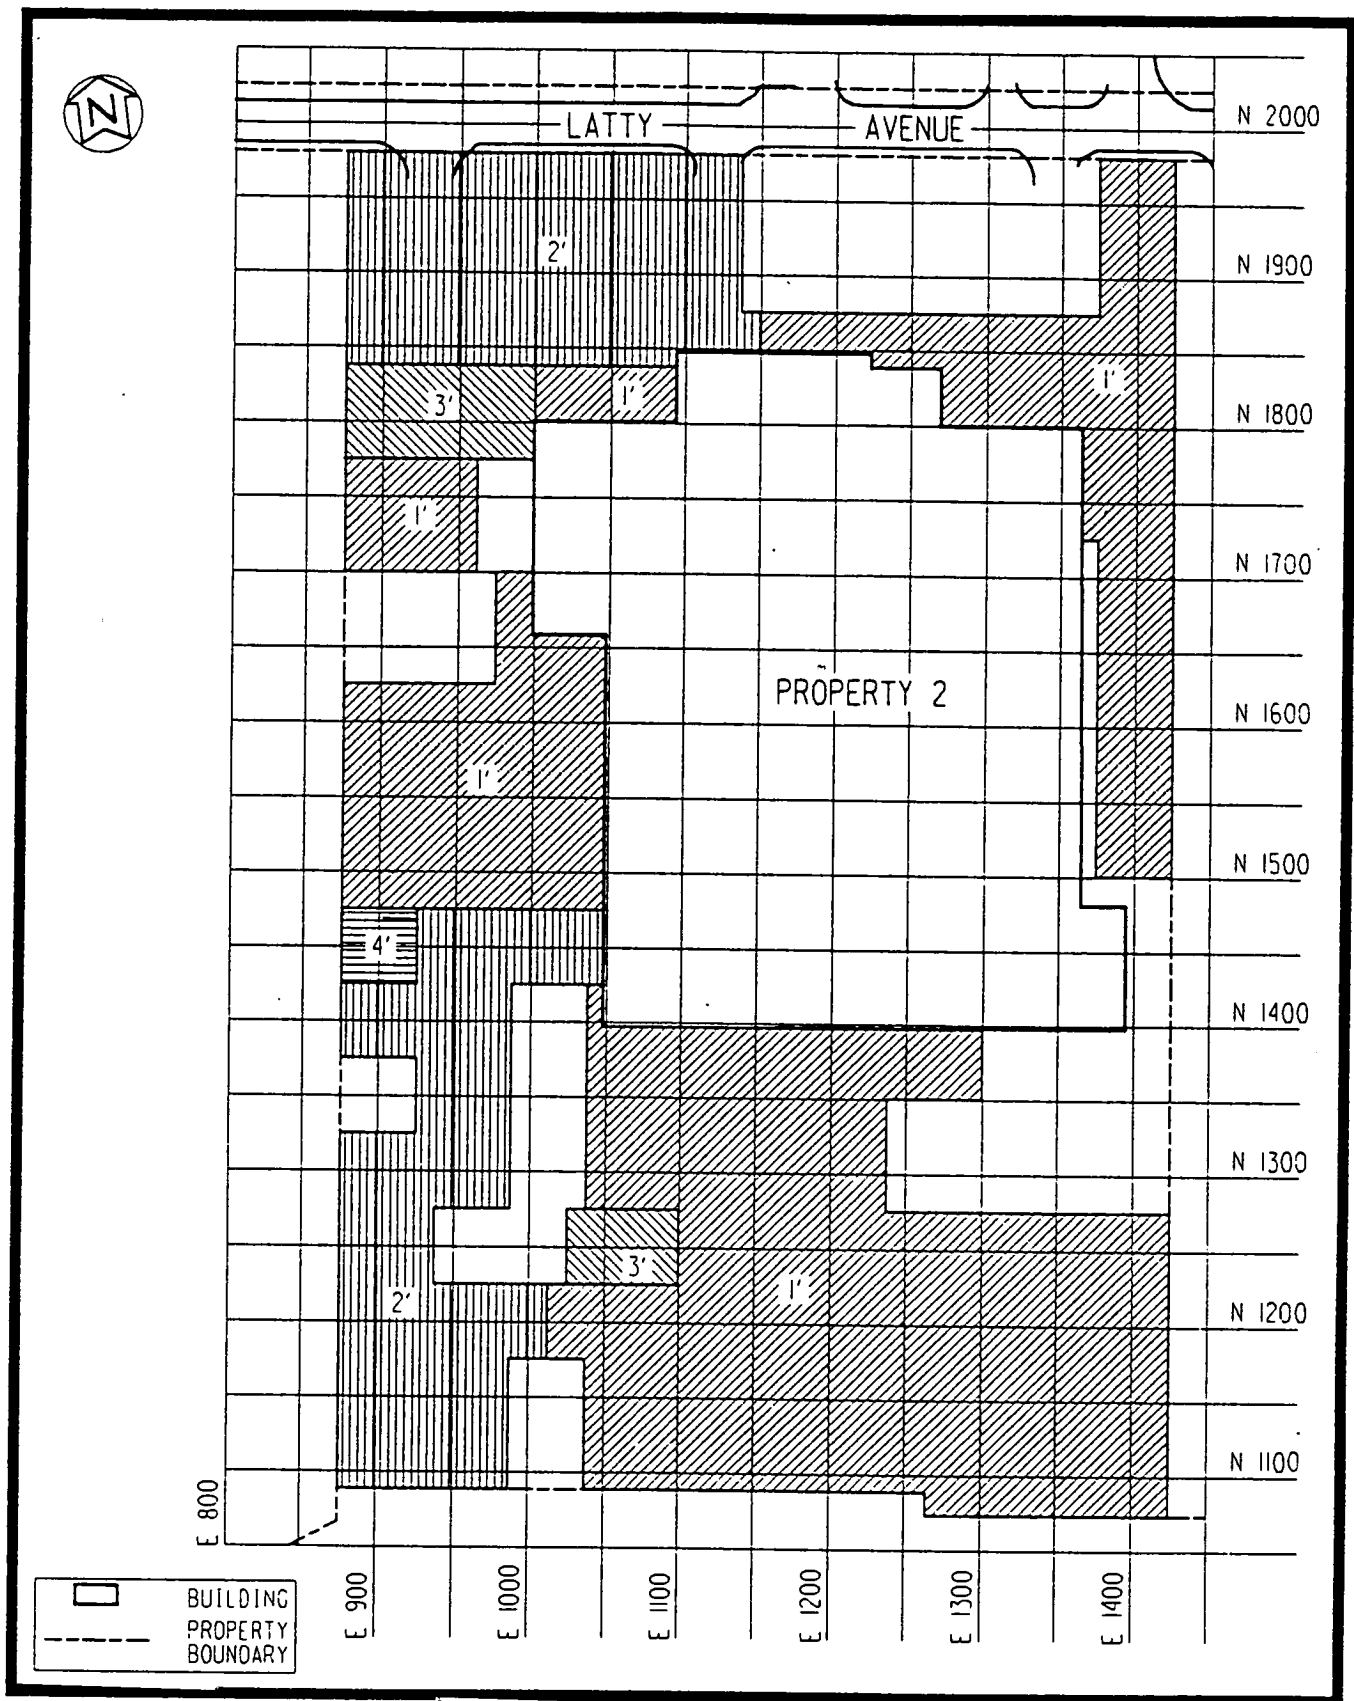 N
N 2000
LATTY AVENUE
2'
N 1900
1'
3'
1'
N 1800
1'
N 1700
PROPERTY 2
N 1600
1'
N 1500
4'
N 1400
N 1300
3'
1'
2'
N 1200
N 1100
E 800
E 900
E 1000
E 1100
E 1200
E 1300
E 1400
BUILDING
PROPERTY
BOUNDARY